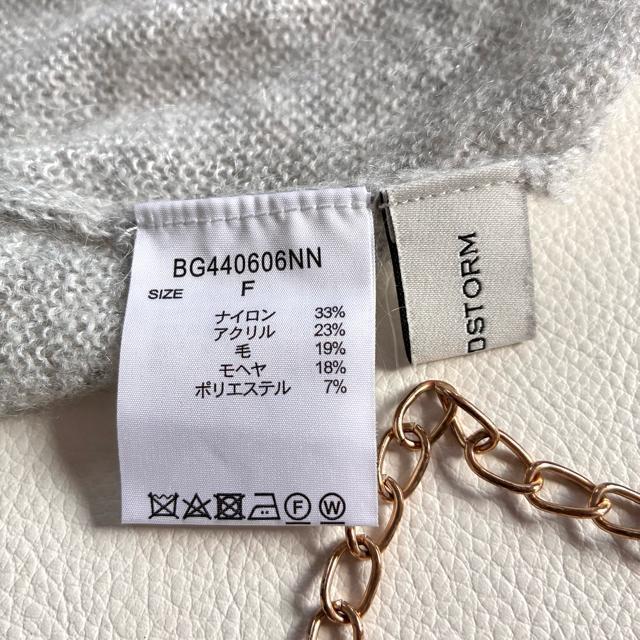 BG440606NN
SIZE F
ナイロン 33%
アクリル 23%
毛 19%
モヘヤ 18%
ポリエステル 7%
F W
DSTORM